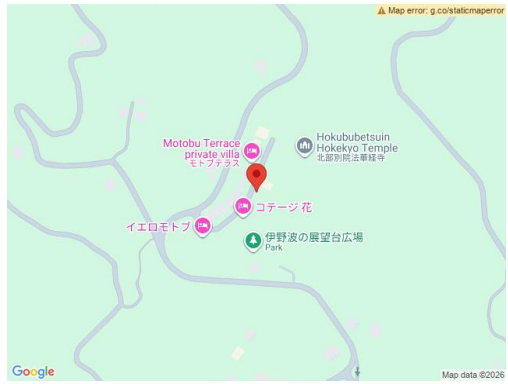 Map error: g.co/staticmaperror
Motobu Terrace
private villa
モトブテラス
Hokububetsuin
Hokekyo Temple
北部別院法華経寺
コテージ 花
イエロモトブ
伊野波の展望台広場
Park
Google
Map data ©2026